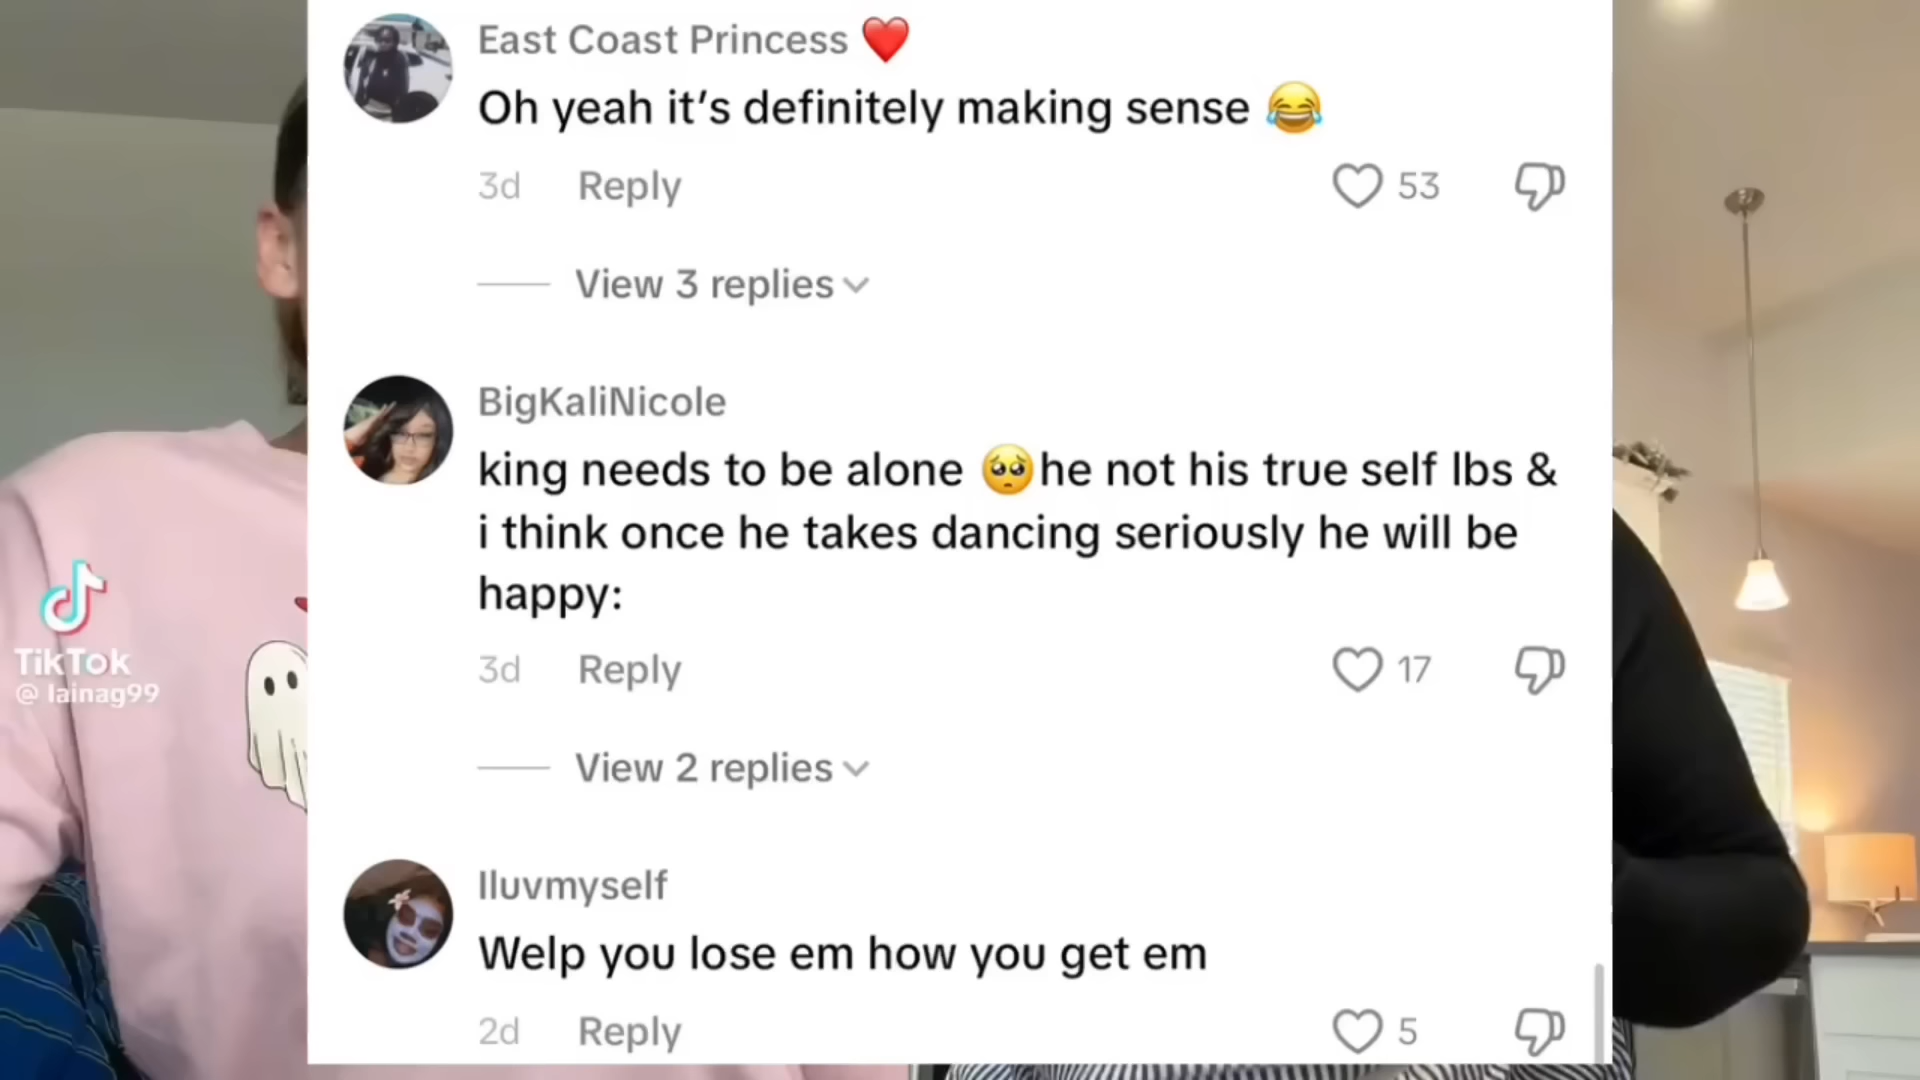 East Coast Princess ❤️
Oh yeah it's definitely making sense 😂
3d Reply 53
View 3 replies
BigKaliNicole
king needs to be alone 🥺he not his true self lbs &
i think once he takes dancing seriously he will be
happy:
3d Reply 17
View 2 replies
TikTok
@ lainag99
Iluvmyself
Welp you lose em how you get em
2d Reply 5